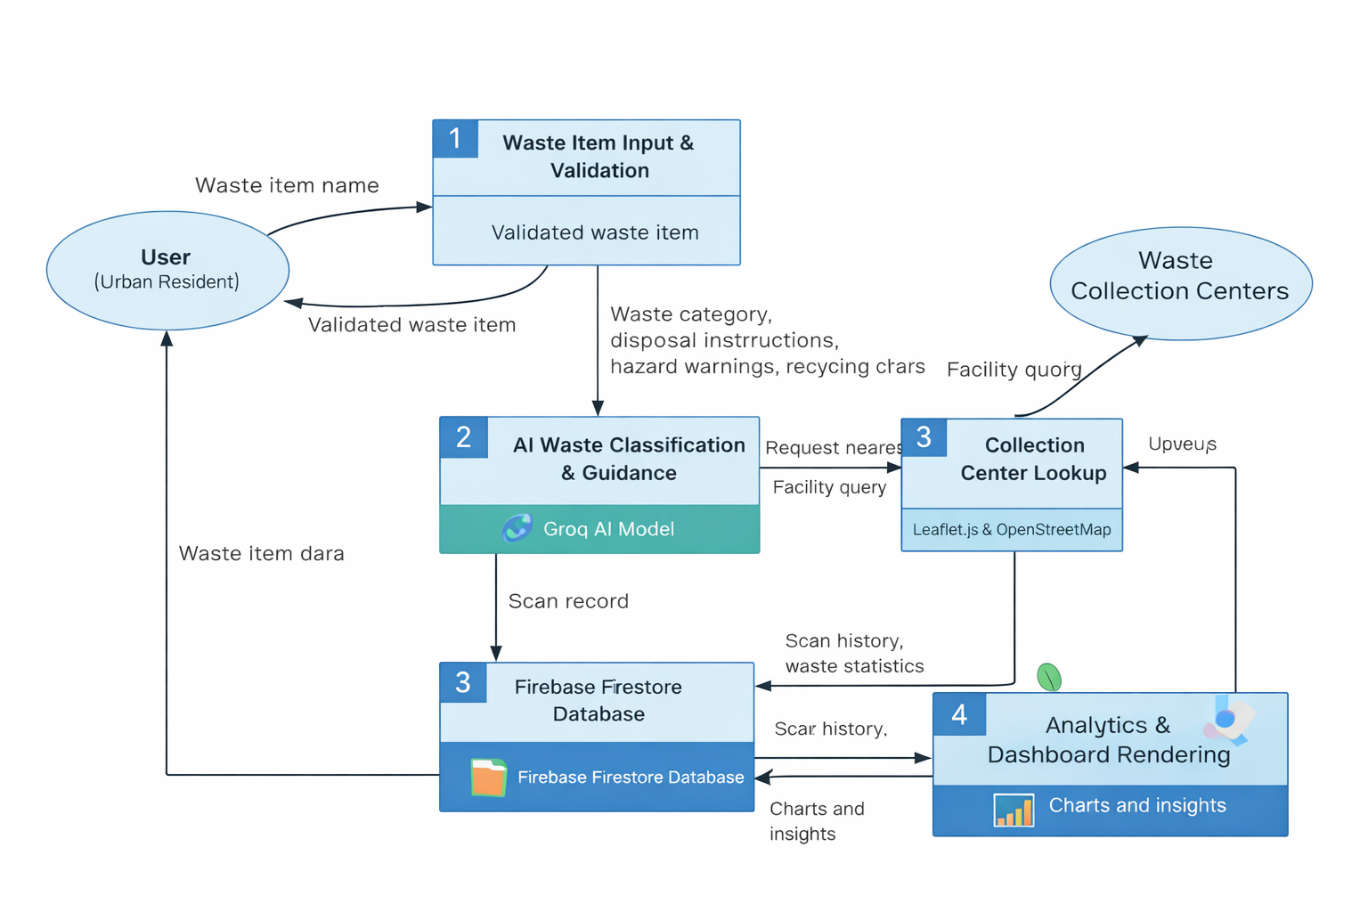 1
Waste Item Input &
Validation
Validated waste item
Waste item name
User
(Urban Resident)
Validated waste item
Waste category,
disposal instrructions,
hazard warnings, recycing chars
Waste
Collection Centers
Facility quorg
2
AI Waste Classification
& Guidance
Groq AI Model
Request neares
Facility query
3
Collection
Center Lookup
Leaflet.js & OpenStreetMap
Waste item dara
Scan record
Scan history,
waste statistics
3
Firebase Firestore
Database
Firebase Firestore Database
Scar history,
Charts and
insights
4
Analytics &
Dashboard Rendering
Charts and insights